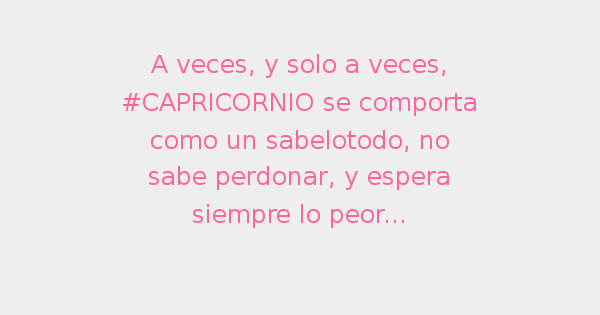 A veces, y solo a veces,
#CAPRICORNIO se comporta
como un sabelotodo, no
sabe perdonar, y espera
siempre lo peor...